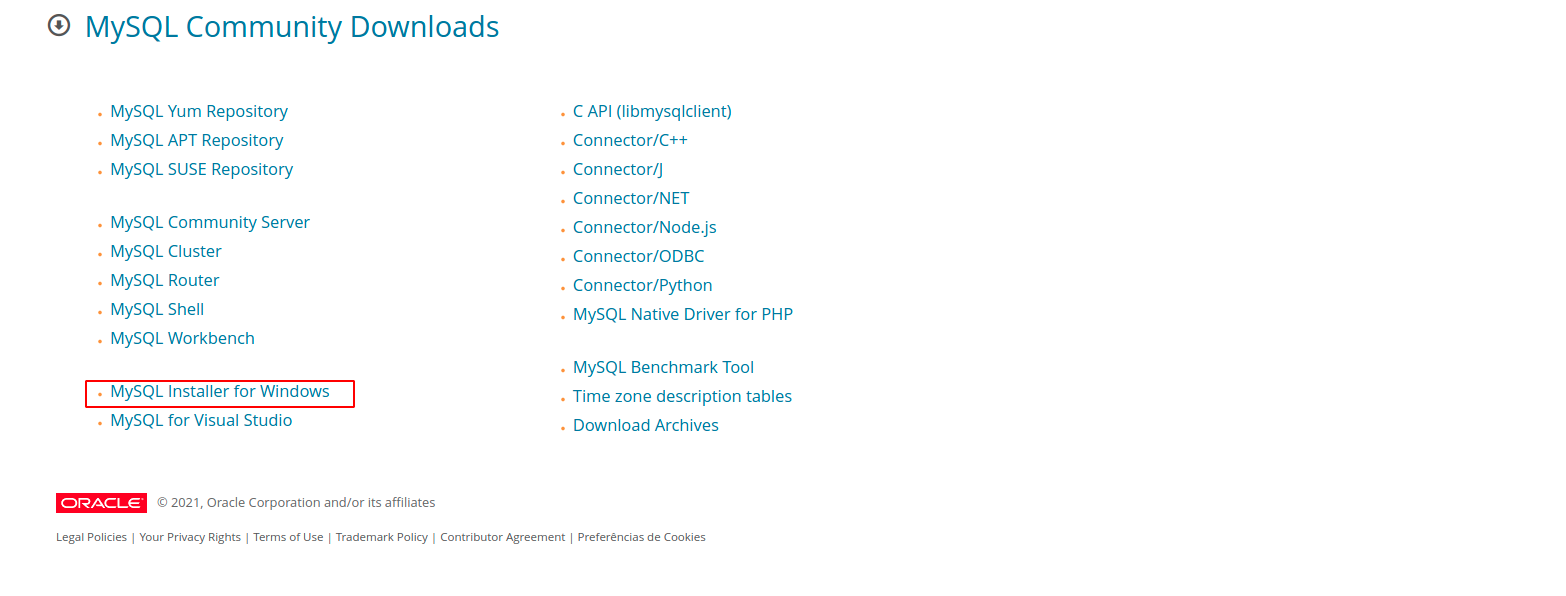 MySQL Community Downloads
MySQL Yum Repository
MySQL APT Repository
MySQL SUSE Repository
MySQL Community Server
MySQL Cluster
MySQL Router
MySQL Shell
MySQL Workbench
MySQL Installer for Windows
MySQL for Visual Studio
C API (libmysqlclient)
Connector/C++
Connector/J
Connector/NET
Connector/Node.js
Connector/ODBC
Connector/Python
MySQL Native Driver for PHP
MySQL Benchmark Tool
Time zone description tables
Download Archives
ORACLE © 2021, Oracle Corporation and/or its affiliates
Legal Policies | Your Privacy Rights | Terms of Use | Trademark Policy | Contributor Agreement | Preferências de Cookies